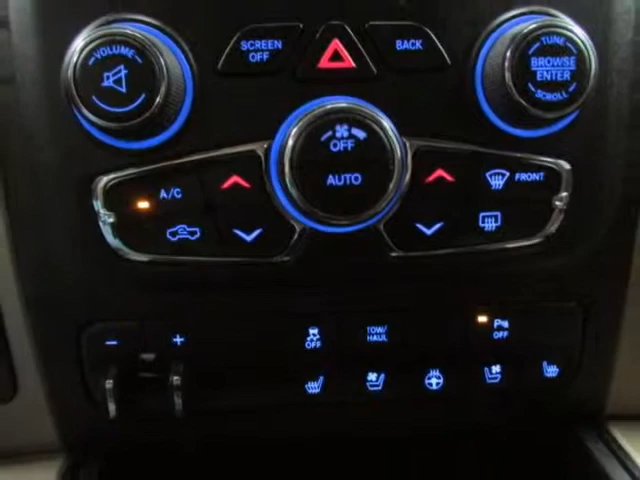 VOLUME
SCREEN
OFF
BACK
TUNE
BROWSE
ENTER
SCROLL
OFF
AUTO
A/C
FRONT
- +
OFF
TOW/
HAUL
P
OFF